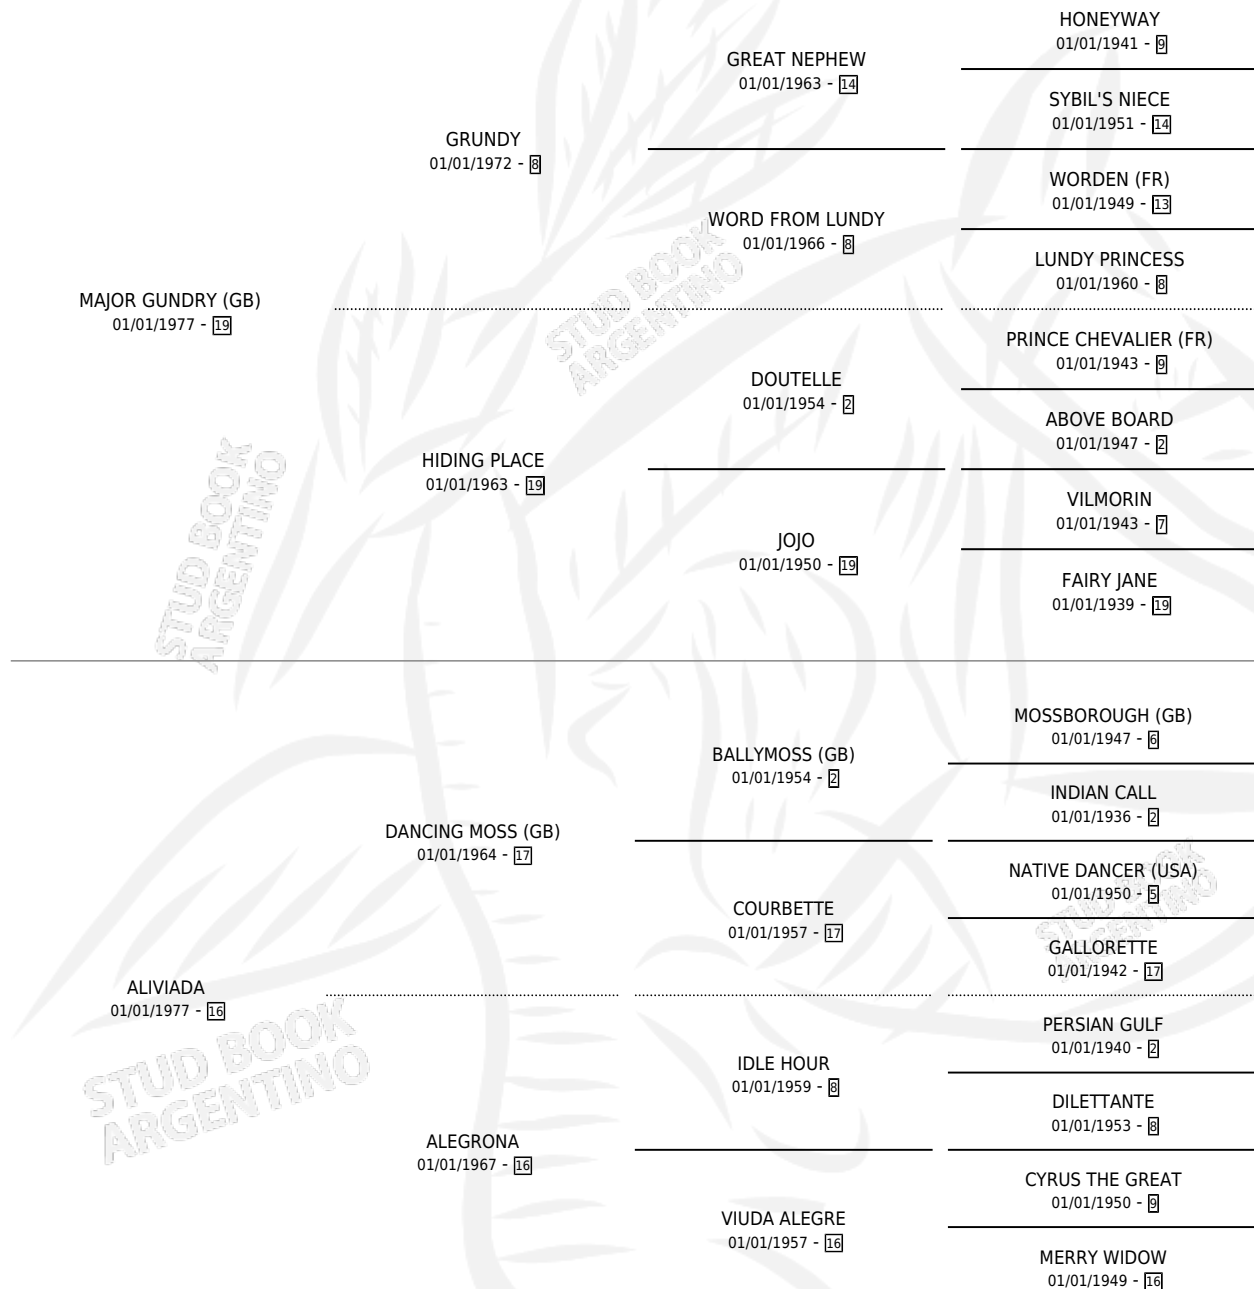 HONEYWAY
01/01/1941 - 9
GREAT NEPHEW
01/01/1963 - 14
SYBIL'S NIECE
01/01/1951 - 14
GRUNDY
01/01/1972 - 8
WORDEN (FR)
01/01/1949 - 13
WORD FROM LUNDY
01/01/1966 - 8
LUNDY PRINCESS
01/01/1960 - 8
MAJOR GUNDRY (GB)
01/01/1977 - 19
STUD BOOK
ARGENTINO
PRINCE CHEVALIER (FR)
01/01/1943 - 9
DOUTELLE
01/01/1954 - 2
ABOVE BOARD
01/01/1947 - 2
HIDING PLACE
01/01/1963 - 19
VILMORIN
01/01/1943 - 7
JOJO
01/01/1950 - 19
FAIRY JANE
01/01/1939 - 19
STUD BOOK
ARGENTINO
MOSSBOROUGH (GB)
01/01/1947 - 6
BALLYMOSS (GB)
01/01/1954 - 2
INDIAN CALL
01/01/1936 - 2
DANCING MOSS (GB)
01/01/1964 - 17
NATIVE DANCER (USA)
01/01/1950 - 5
COURBETTE
01/01/1957 - 17
GALLORETTE
01/01/1942 - 17
STUD BOOK
ARGENTINO
ALIVIADA
01/01/1977 - 16
STUD BOOK
ARGENTINO
PERSIAN GULF
01/01/1940 - 2
IDLE HOUR
01/01/1959 - 8
DILETTANTE
01/01/1953 - 8
ALEGRONA
01/01/1967 - 16
CYRUS THE GREAT
01/01/1950 - 9
VIUDA ALEGRE
01/01/1957 - 16
MERRY WIDOW
01/01/1949 - 16